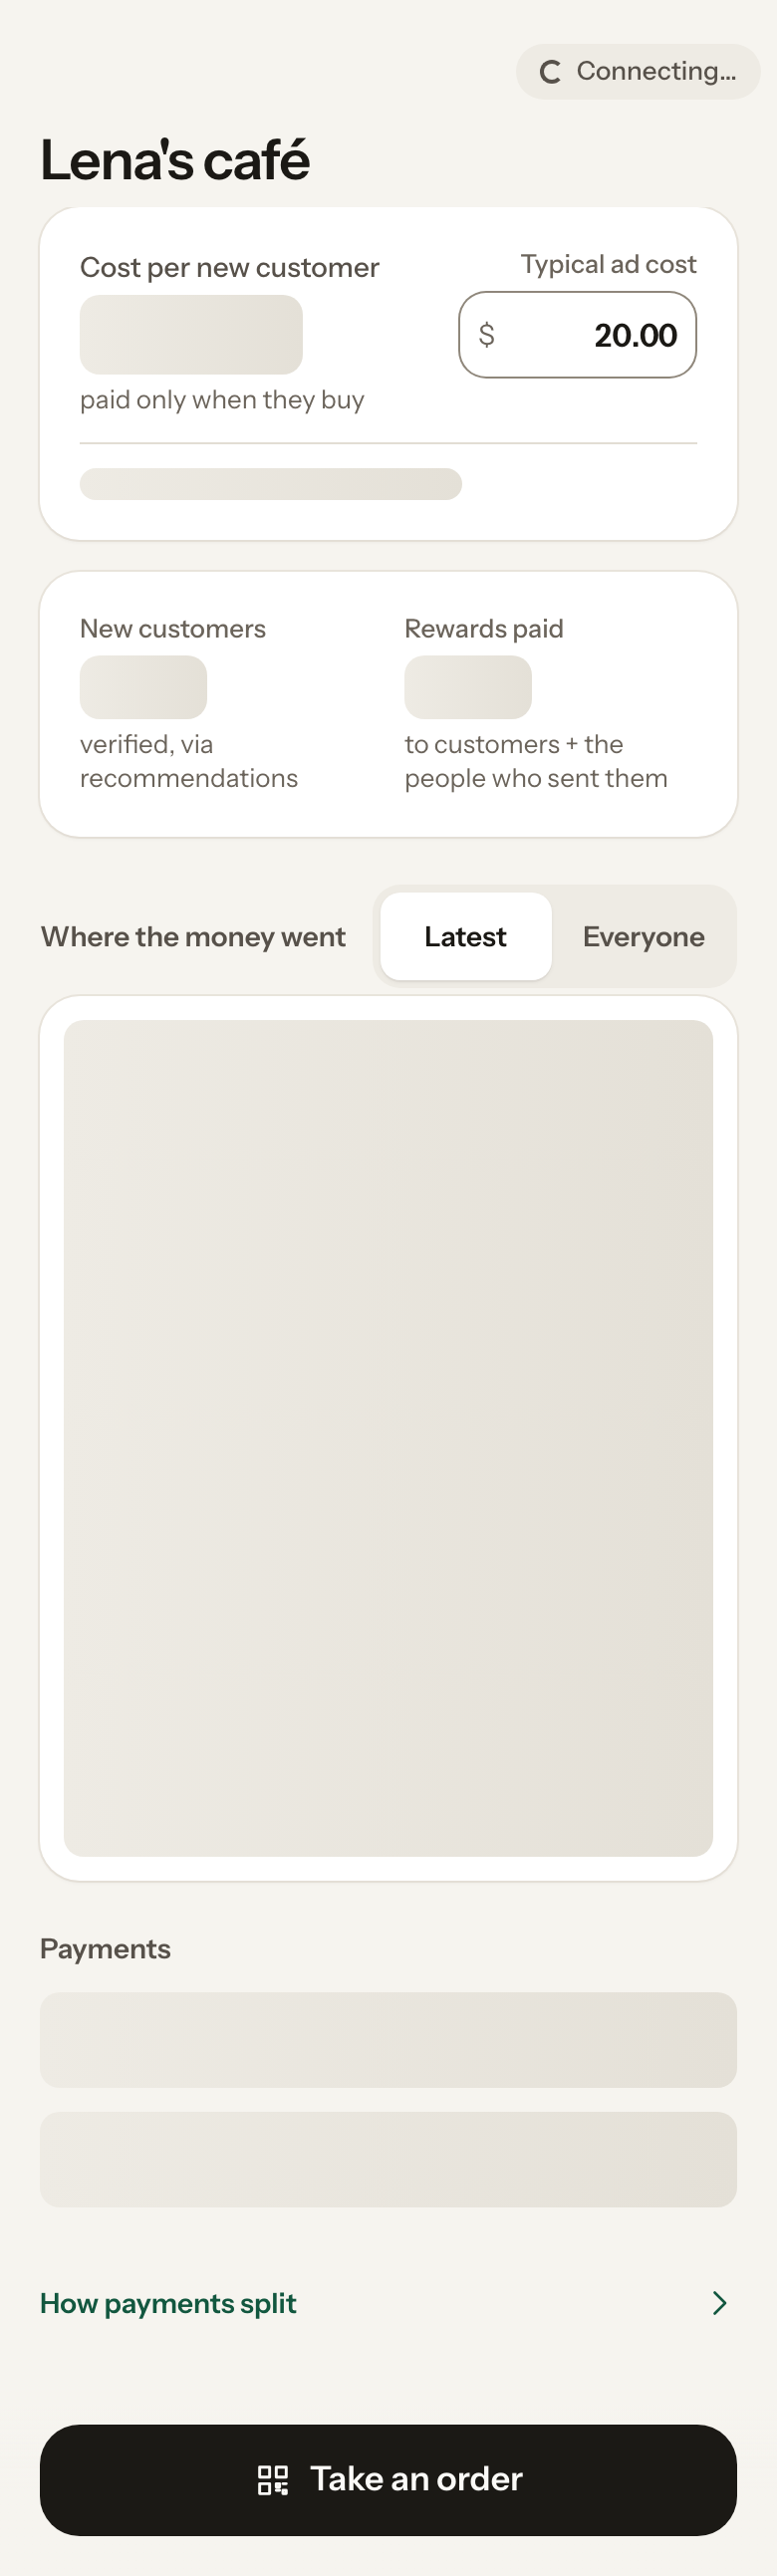 Connecting...
Lena's café
Cost per new customer
Typical ad cost
$ 20.00
paid only when they buy
New customers
Rewards paid
verified, via
recommendations
to customers + the
people who sent them
Where the money went
Latest
Everyone
Payments
How payments split
Take an order